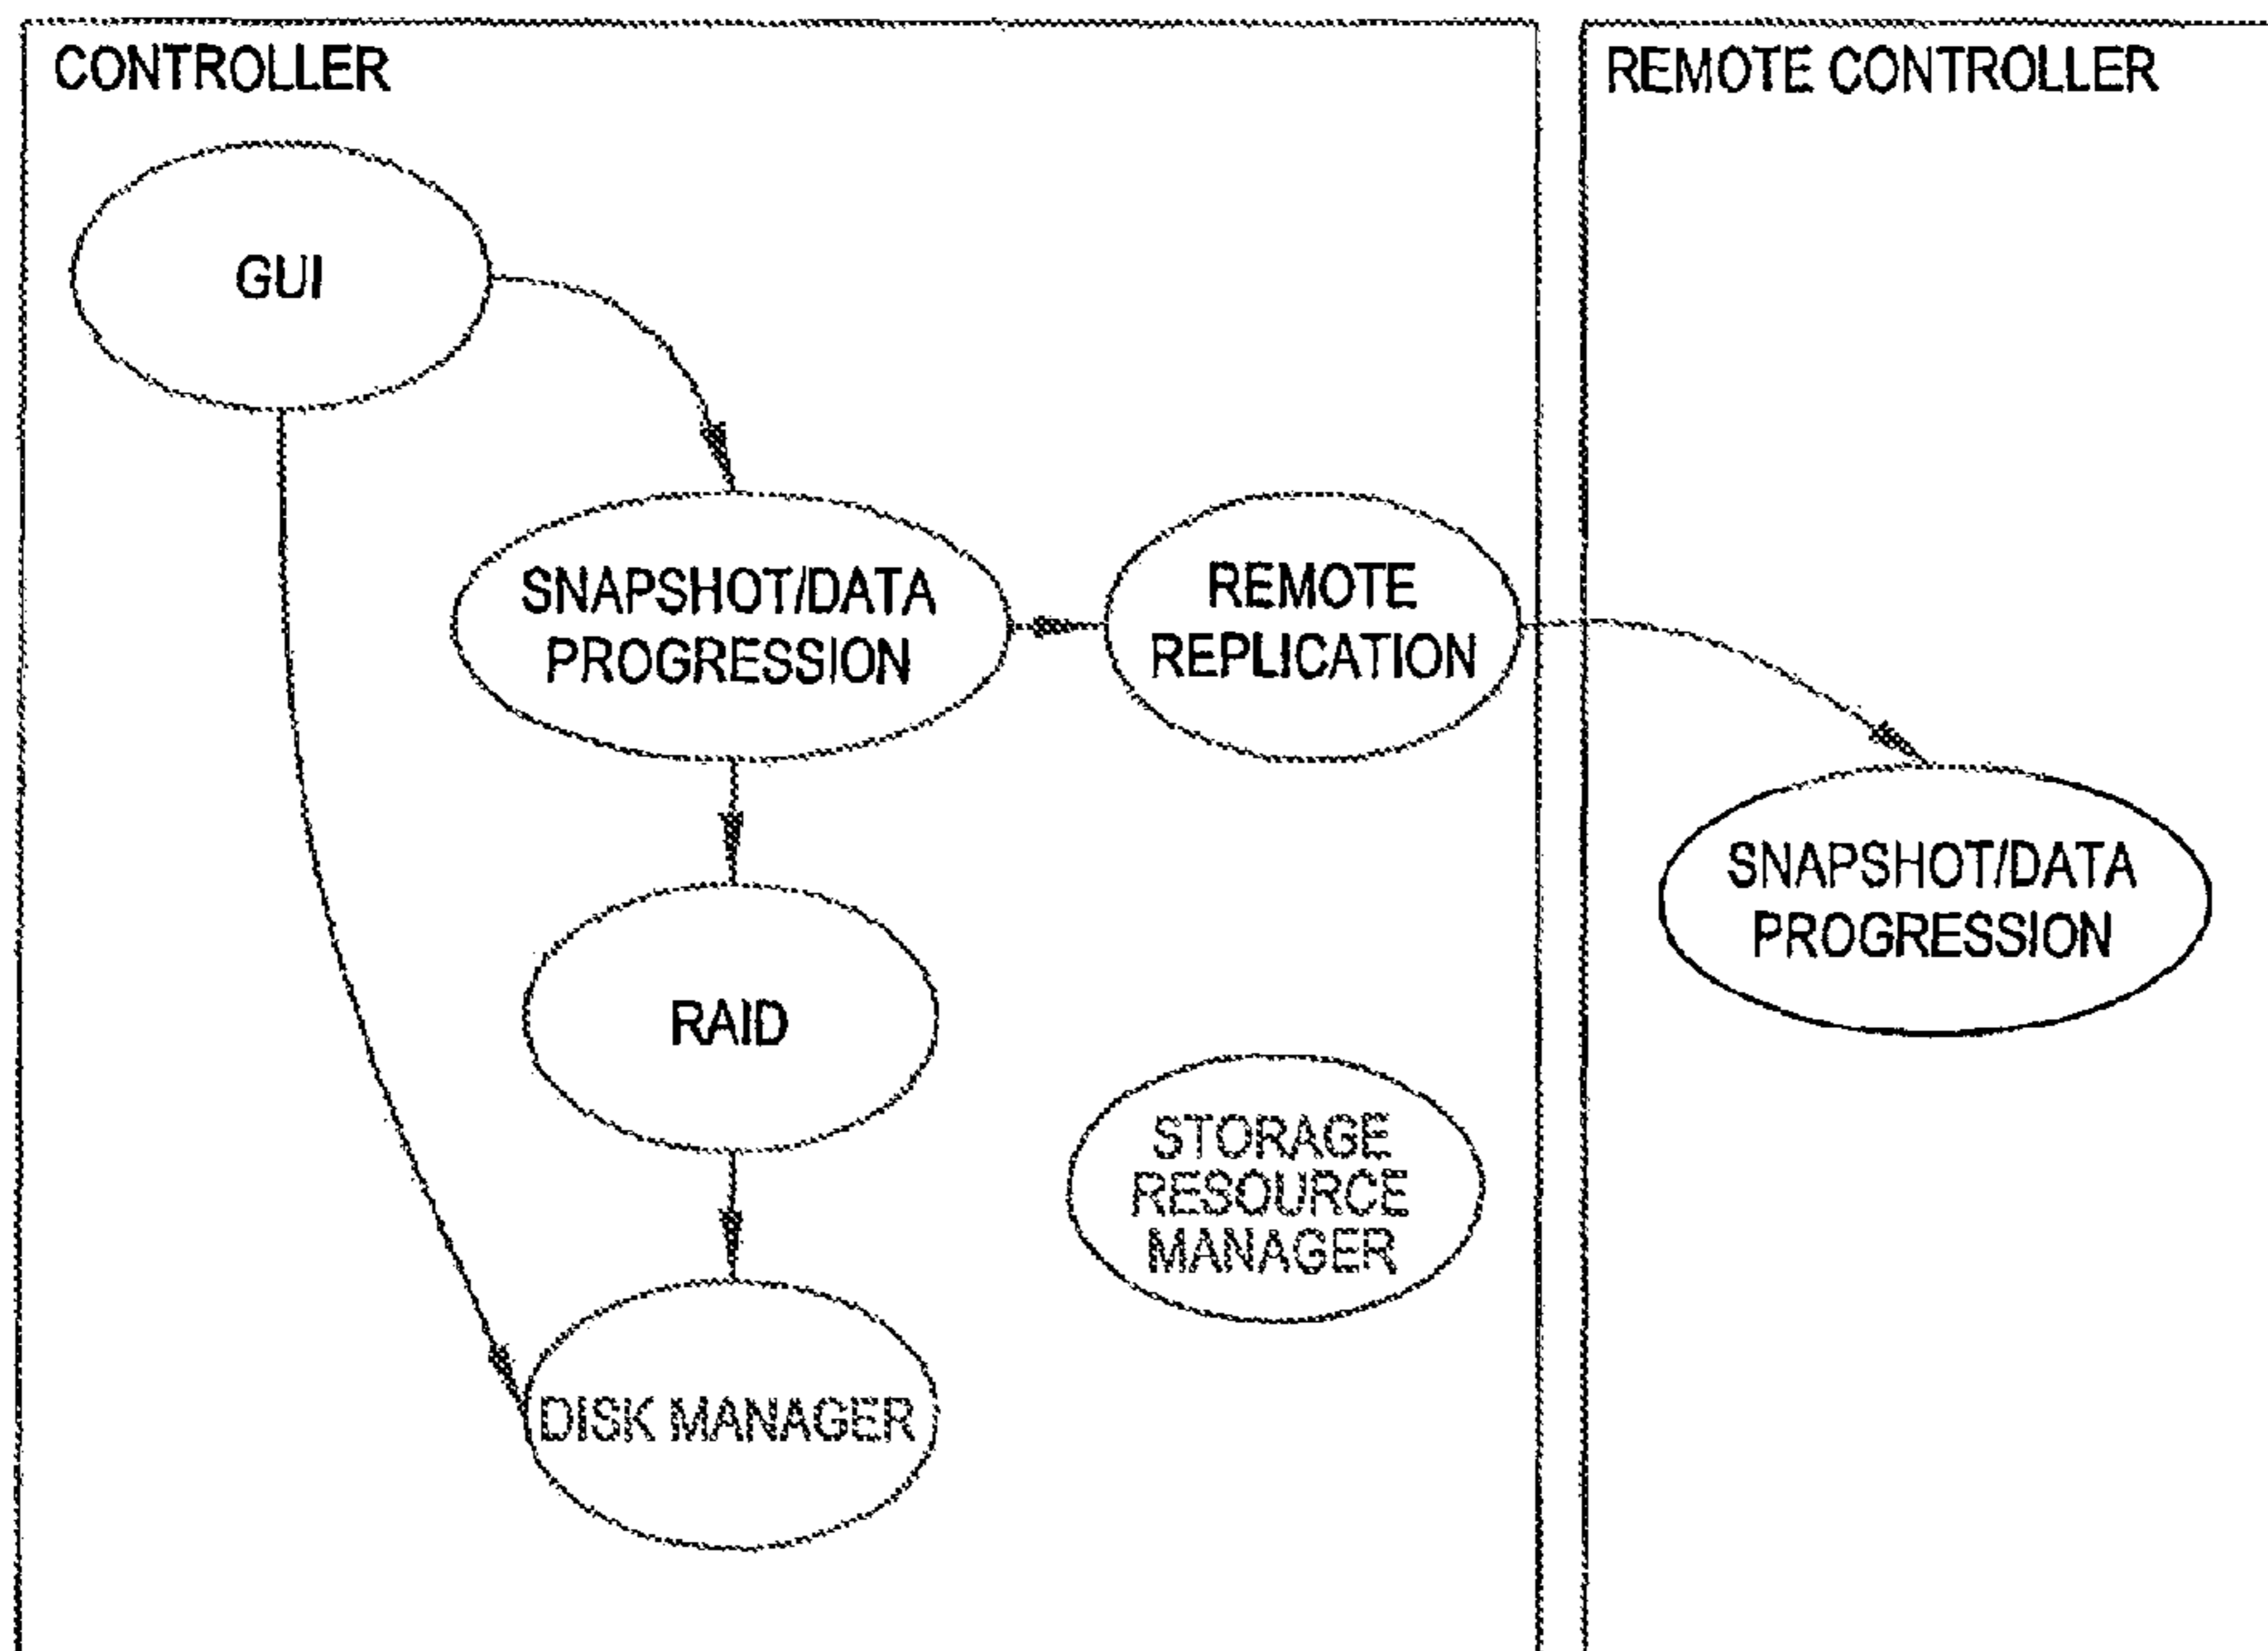 CONTROLLER
REMOTE CONTROLLER
GUI
SNAPSHOT/DATA
PROGRESSION
REMOTE
REPLICATION
SNAPSHOT/DATA
PROGRESSION
RAID
STORAGE
RESOURCE
MANAGER
DISK MANAGER